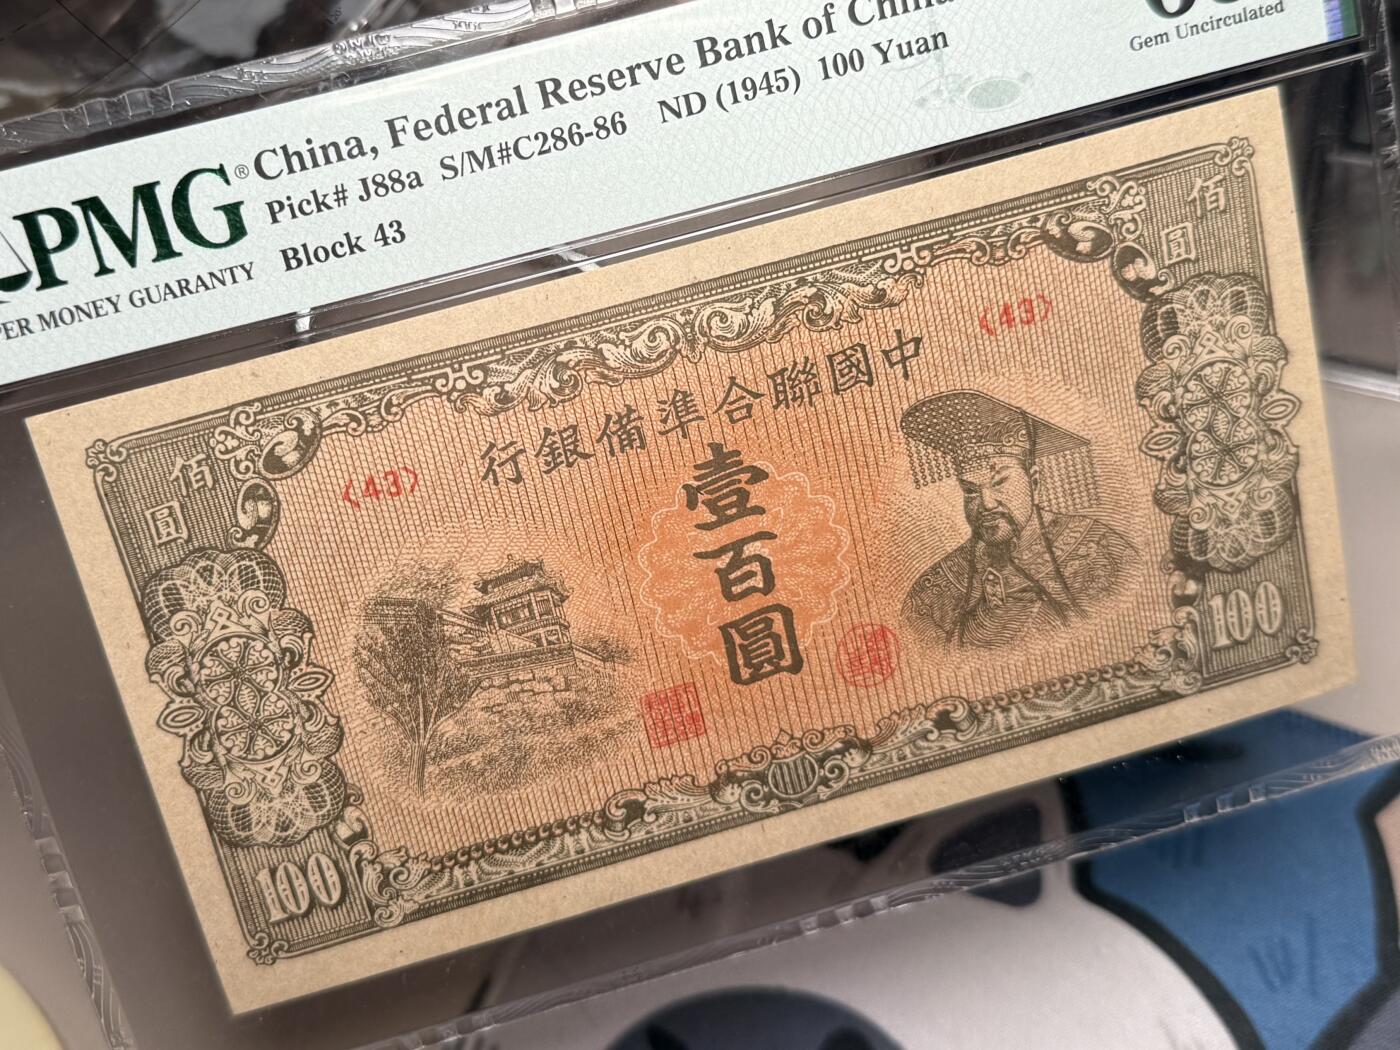 China, Federal Reserve Bank of China
Pick# J88a S/M#C286-86 ND (1945) 100 Yuan
Block 43
PMG®
PER MONEY GUARANTY
Gem Uncirculated
佰圓
佰圓
〈43〉
〈43〉
行銀備準合聯國中
壹百圓
100
100